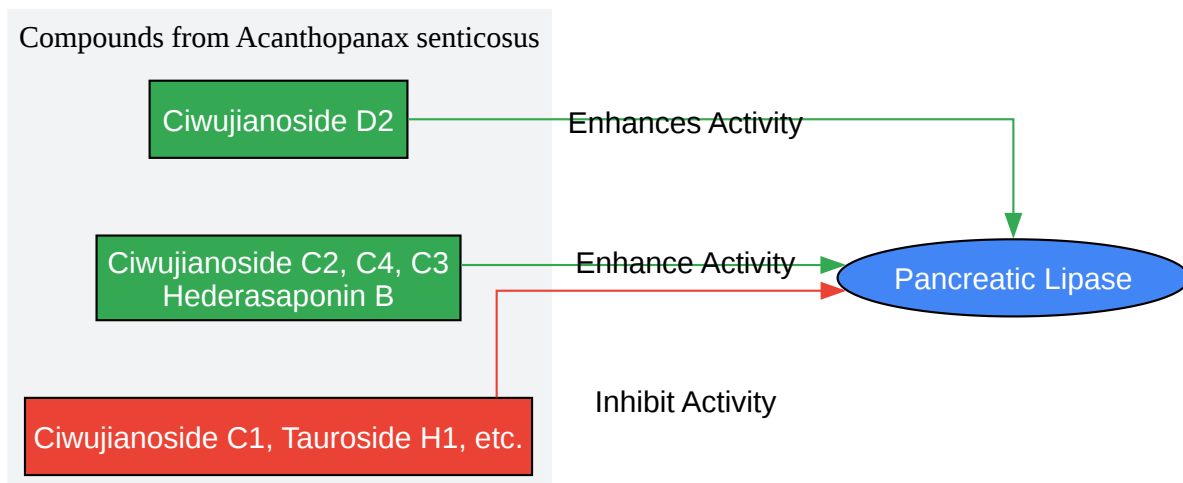 Compounds from Acanthopanax senticosus
Ciwujianoside D2
Enhances Activity
Ciwujianoside C2, C4, C3
Hederasaponin B
Enhance Activity
Pancreatic Lipase
Inhibit Activity
Ciwujianoside C1, Tauroside H1, etc.